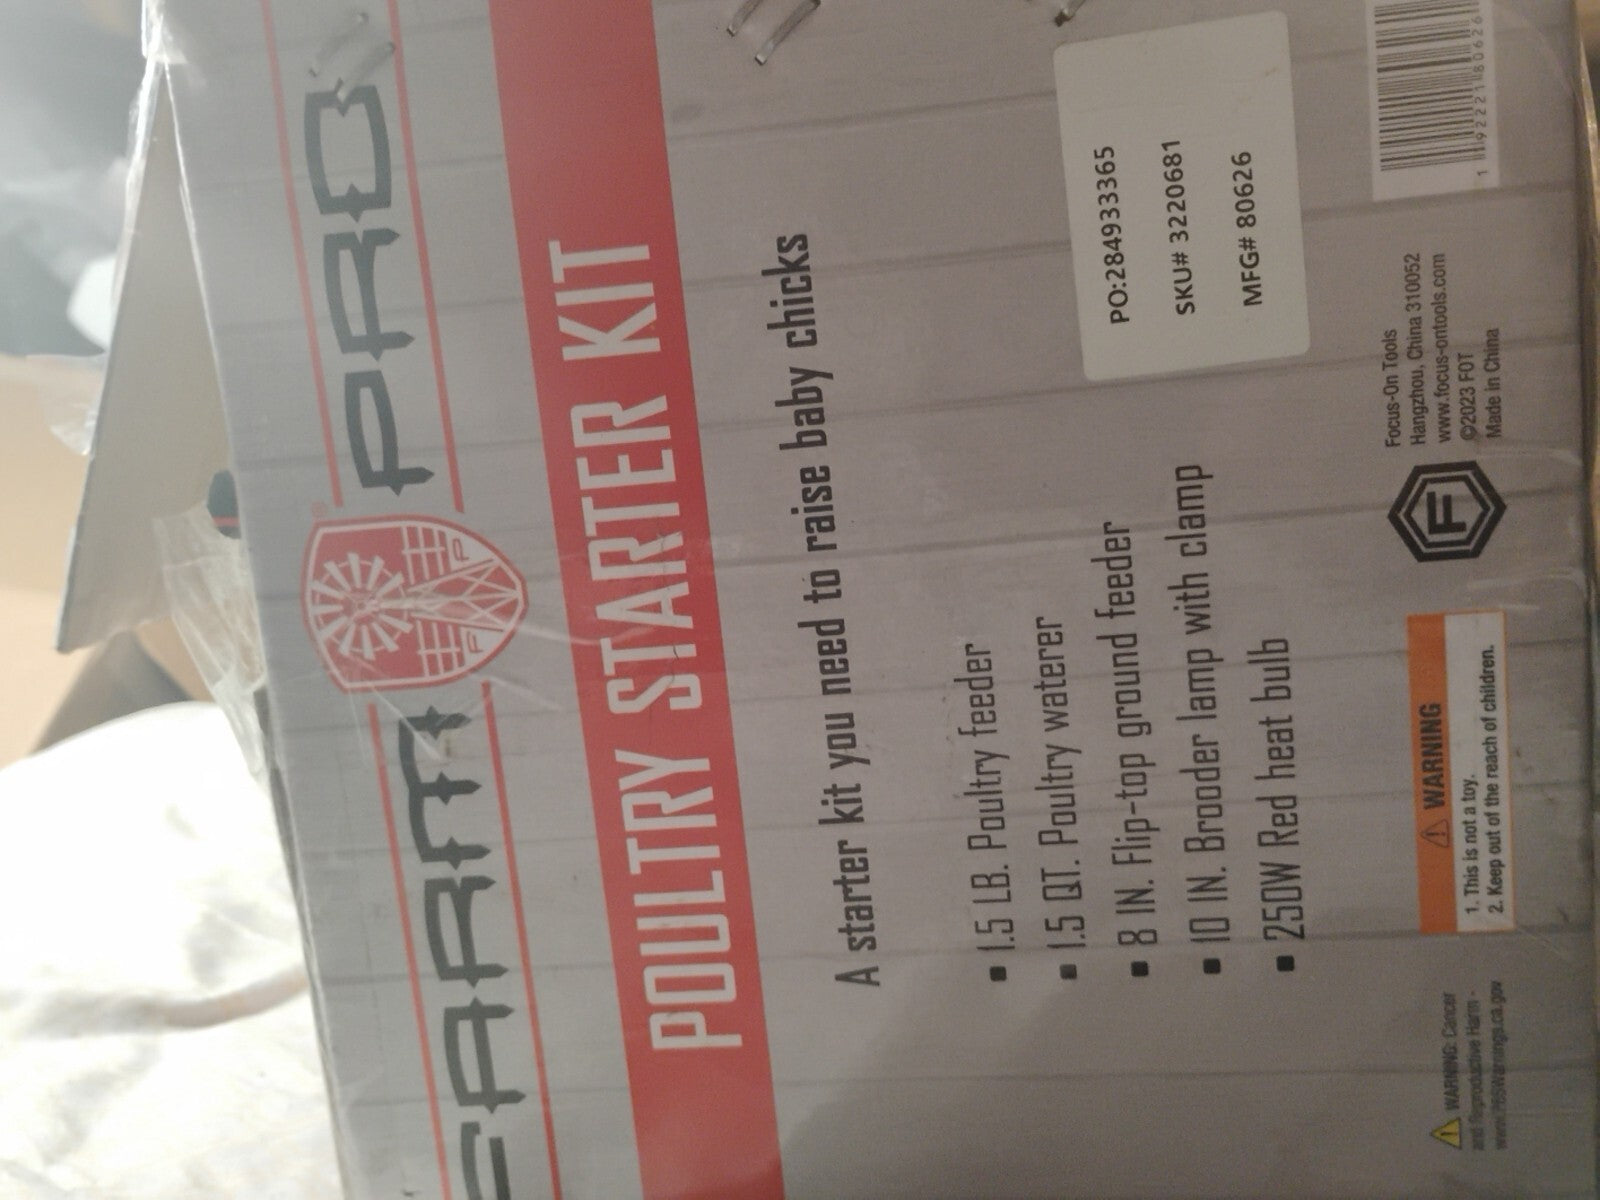 FARM PRO
®
POULTRY STARTER KIT
A starter kit you need to raise baby chicks
▪ 1.5 LB. Poultry feeder
▪ 1.5 QT. Poultry waterer
▪ 8 IN. Flip-top ground feeder
▪ 10 IN. Brooder lamp with clamp
▪ 250W Red heat bulb
PO:284933365
SKU# 3220681
MFG# 80626
⚠ WARNING: Cancer
and Reproductive Harm -
www.P65Warnings.ca.gov
⚠ WARNING
1. This is not a toy.
2. Keep out of the reach of children.
F
Focus-On Tools
Hangzhou, China 310052
www.focus-ontools.com
©2023 FOT
Made in China
1 92221 80626